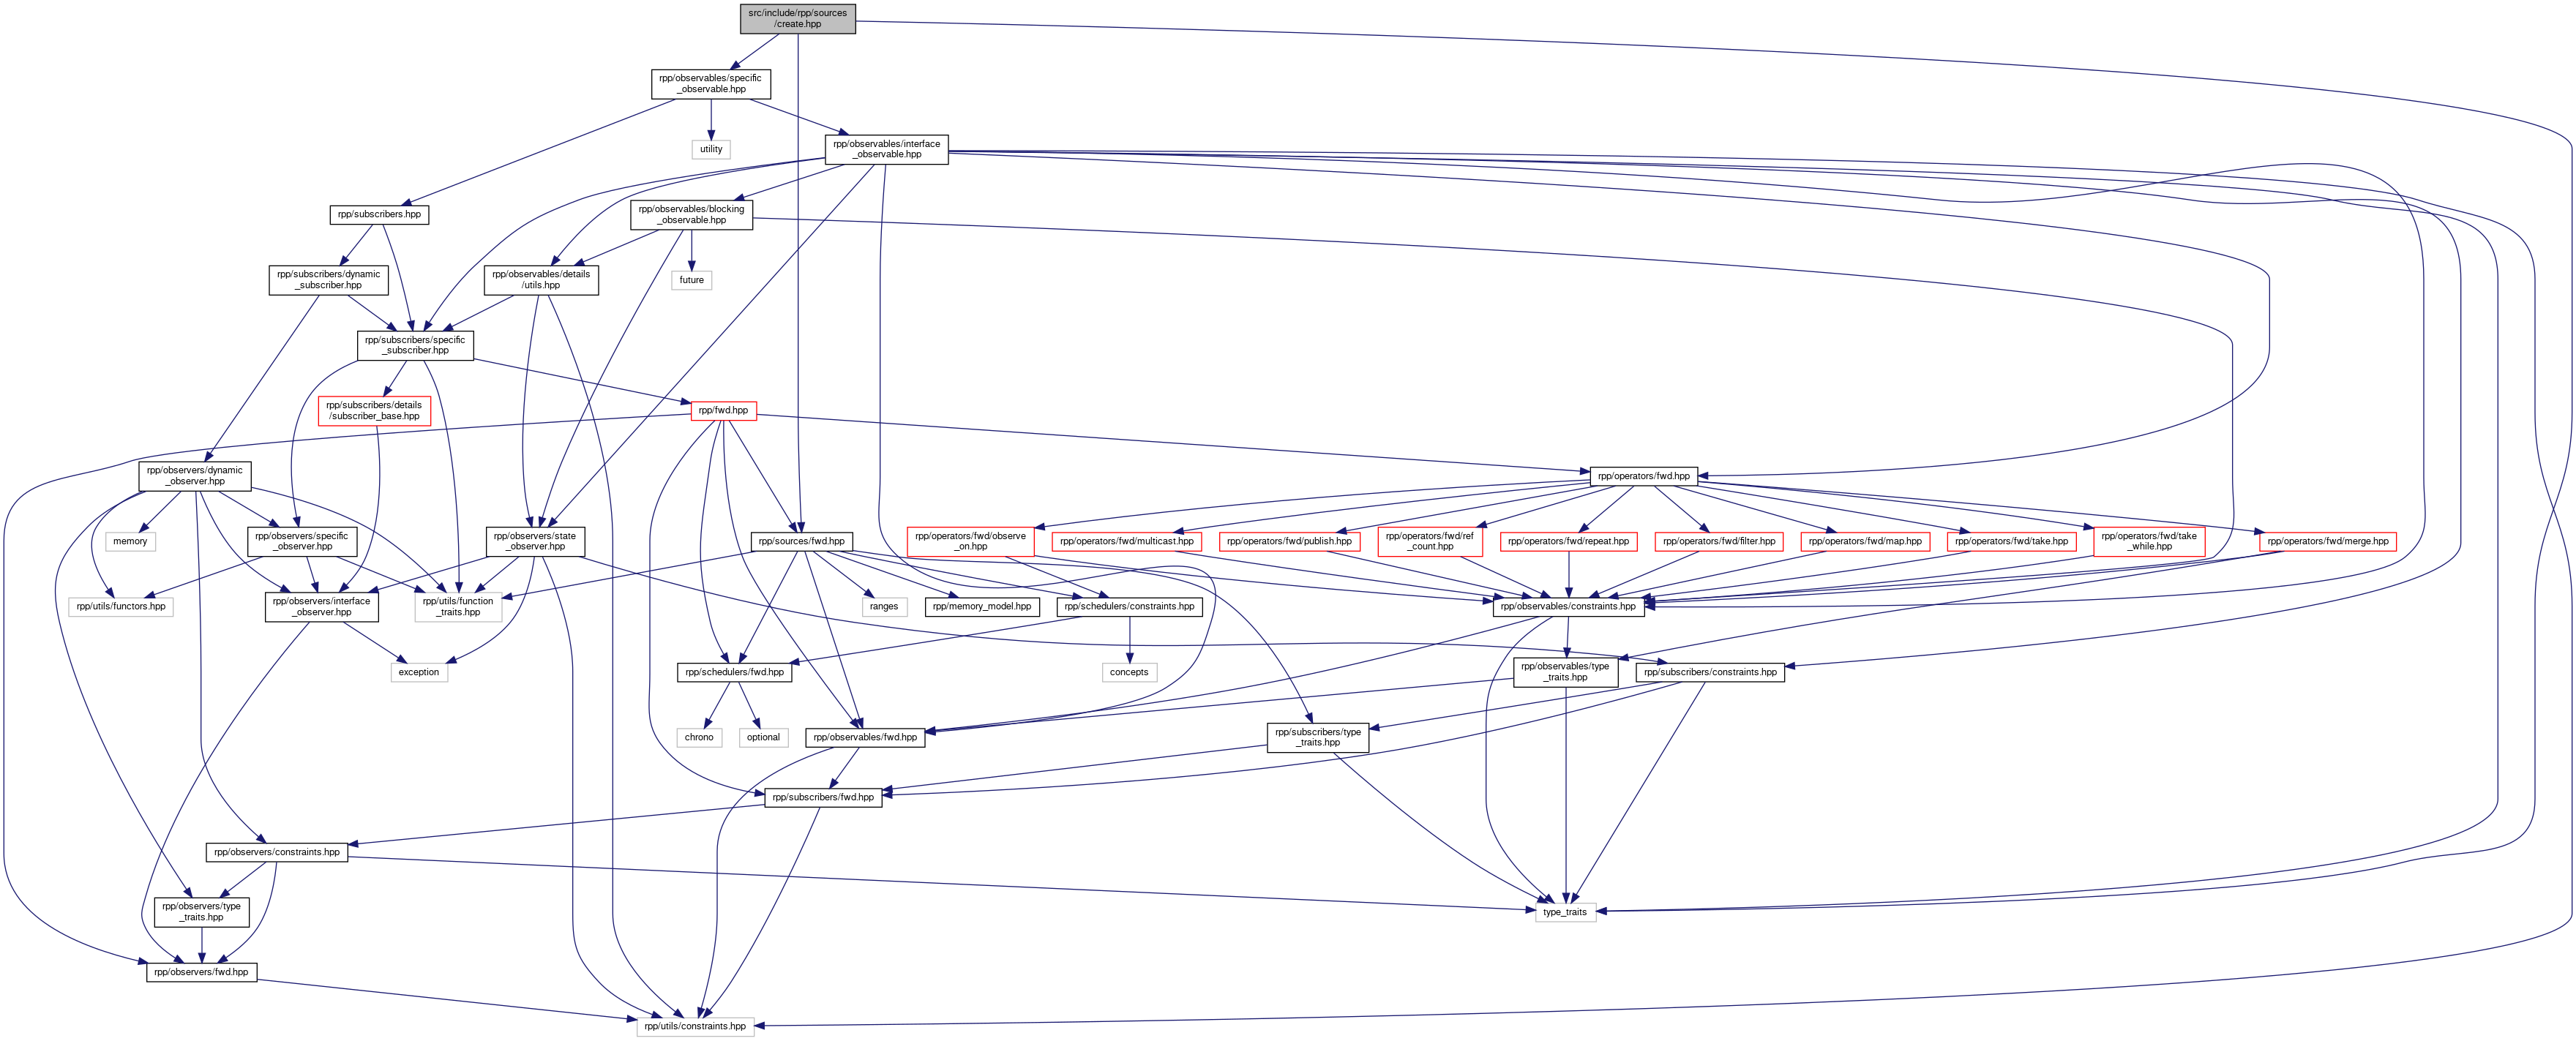 src/include/rpp/sources
/create.hpp
rpp/observables/specific
_observable.hpp
utility
rpp/observables/interface
_observable.hpp
rpp/subscribers.hpp
rpp/observables/blocking
_observable.hpp
rpp/subscribers/dynamic
_subscriber.hpp
rpp/observables/details
/utils.hpp
future
rpp/subscribers/specific
_subscriber.hpp
rpp/subscribers/details
/subscriber_base.hpp
rpp/fwd.hpp
rpp/observers/dynamic
_observer.hpp
rpp/operators/fwd.hpp
memory
rpp/observers/specific
_observer.hpp
rpp/observers/state
_observer.hpp
rpp/sources/fwd.hpp
rpp/operators/fwd/observe
_on.hpp
rpp/operators/fwd/multicast.hpp
rpp/operators/fwd/publish.hpp
rpp/operators/fwd/ref
_count.hpp
rpp/operators/fwd/repeat.hpp
rpp/operators/fwd/filter.hpp
rpp/operators/fwd/map.hpp
rpp/operators/fwd/take.hpp
rpp/operators/fwd/take
_while.hpp
rpp/operators/fwd/merge.hpp
rpp/utils/functors.hpp
rpp/observers/interface
_observer.hpp
rpp/utils/function
_traits.hpp
ranges
rpp/memory_model.hpp
rpp/schedulers/constraints.hpp
rpp/observables/constraints.hpp
exception
rpp/schedulers/fwd.hpp
concepts
rpp/observables/type
_traits.hpp
rpp/subscribers/constraints.hpp
chrono
optional
rpp/observables/fwd.hpp
rpp/subscribers/type
_traits.hpp
rpp/subscribers/fwd.hpp
rpp/observers/constraints.hpp
rpp/observers/type
_traits.hpp
type_traits
rpp/observers/fwd.hpp
rpp/utils/constraints.hpp